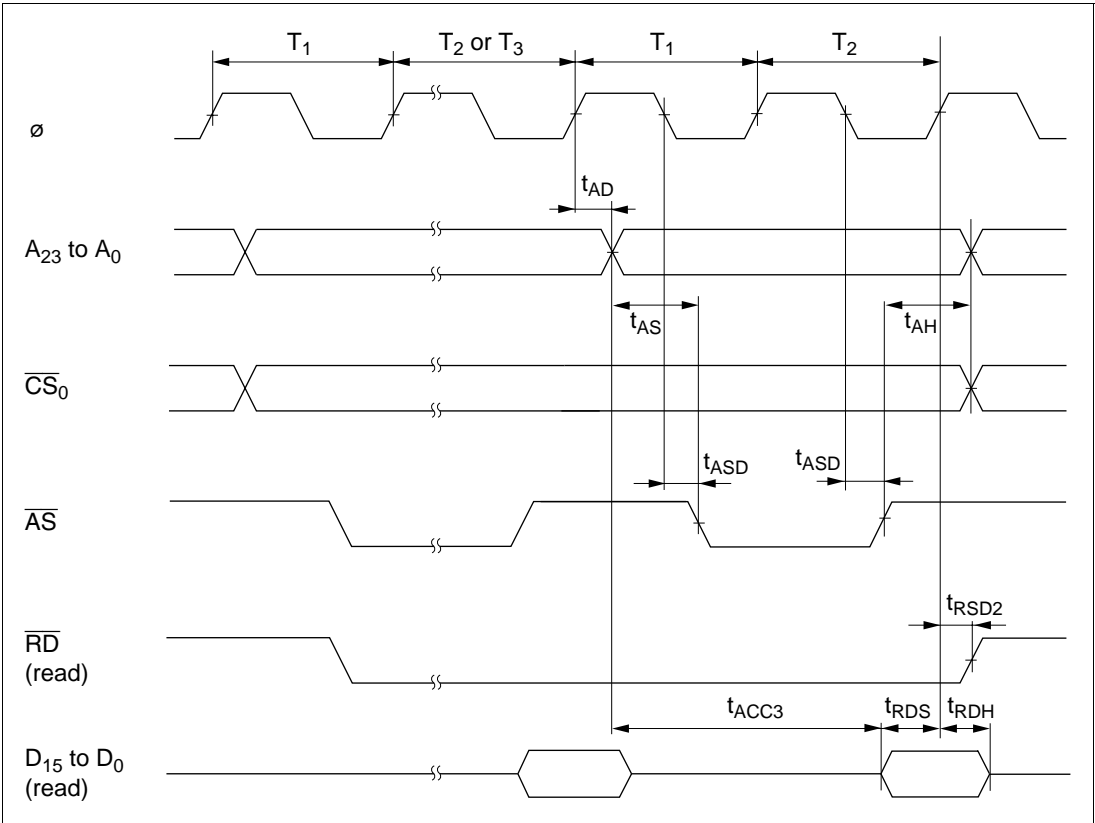 T1 T2 or T3 T1 T2
ø
tAD
A23 to A0
tAS tAH
CS0
tASD tASD
AS
tRSD2
RD
(read)
tACC3 tRDS tRDH
D15 to D0
(read)